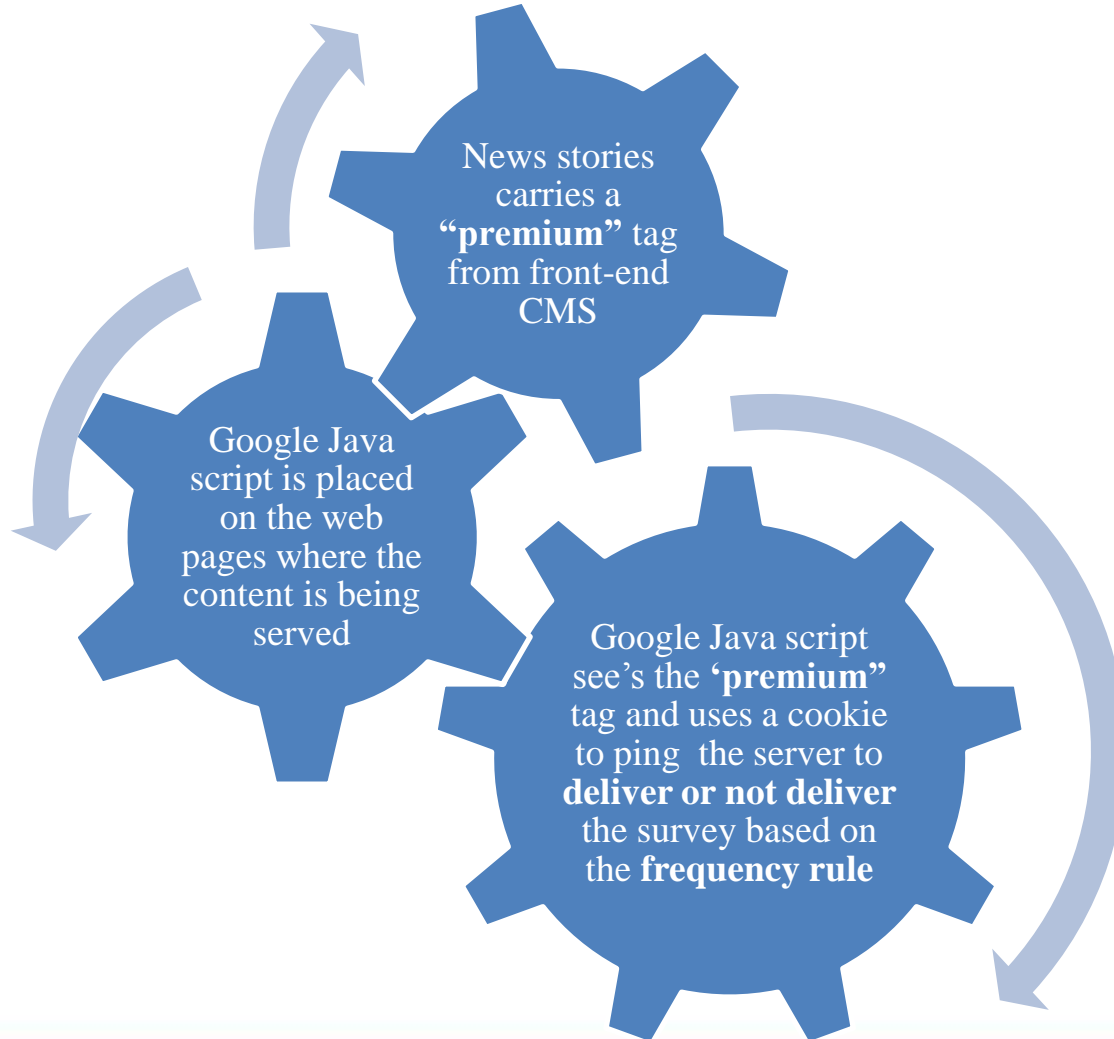 News stories
carries a
“premium” tag
from front-end
CMS
Google Java
script is placed
on the web
pages where the
content is being
served
Google Java script
see’s the ‘premium”
tag and uses a cookie
to ping  the server to
deliver or not deliver
the survey based on
the frequency rule